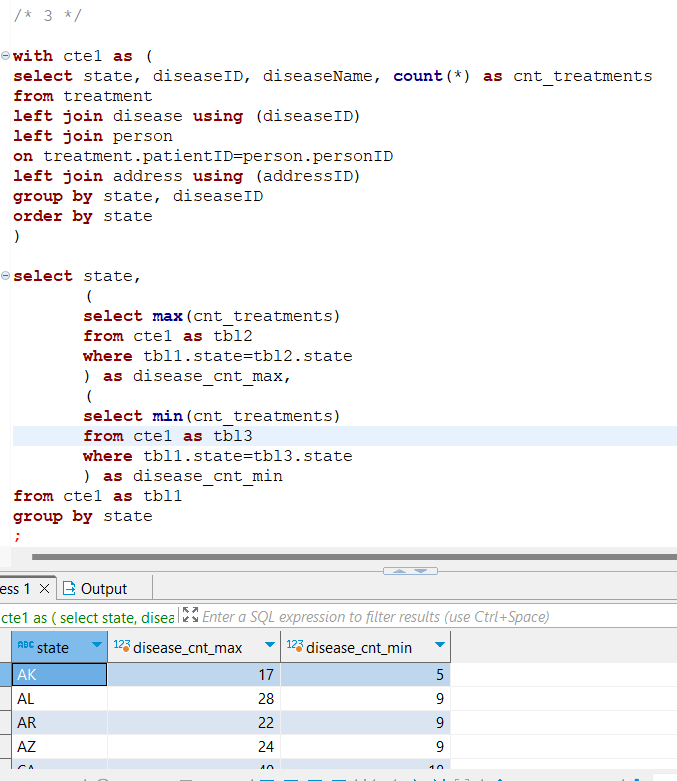 /* 3 */
with cte1 as (
select state, diseaseID, diseaseName, count(*) as cnt_treatments
from treatment
left join disease using (diseaseID)
left join person
on treatment.patientID=person.personID
left join address using (addressID)
group by state, diseaseID
order by state
)
select state,
(
select max(cnt_treatments)
from cte1 as tbl2
where tbl1.state=tbl2.state
) as disease_cnt_max,
(
select min(cnt_treatments)
from cte1 as tbl3
where tbl1.state=tbl3.state
) as disease_cnt_min
from cte1 as tbl1
group by state
;
ess 1 Output
cte1 as ( select state, disea Enter a SQL expression to filter results (use Ctrl+Space)
ABC state 123 disease_cnt_max 123 disease_cnt_min
AK 17 5
AL 28 9
AR 22 9
AZ 24 9